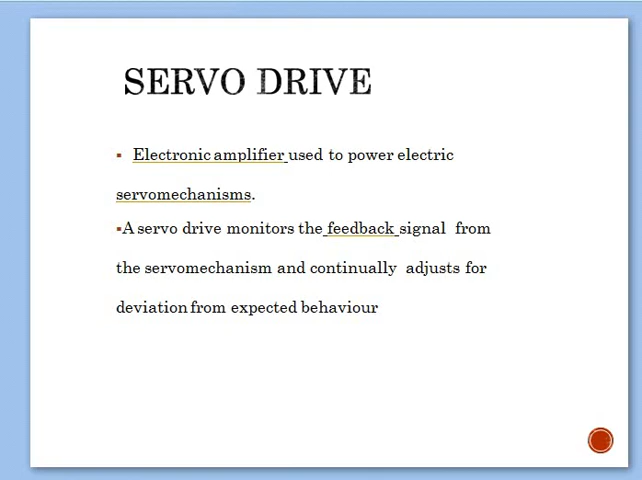 SERVO DRIVE
▪ Electronic amplifier used to power electric
servomechanisms.
▪A servo drive monitors the feedback signal from
the servomechanism and continually adjusts for
deviation from expected behaviour